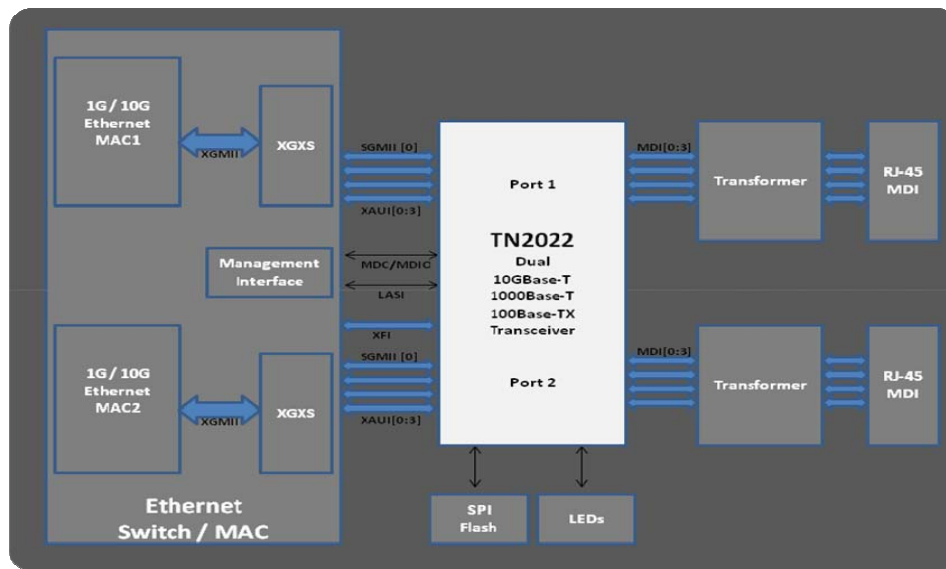 1G / 10G
Ethernet
MAC1
XGMII
XGXS
SGMII [0]
XAUI[0:3]
Management
Interface
MDC/MDIO
LASI
XFI
1G / 10G
Ethernet
MAC2
XGMII
XGXS
SGMII [0]
XAUI[0:3]
Ethernet
Switch / MAC
Port 1
TN2022
Dual
10GBase-T
1000Base-T
100Base-TX
Transceiver
Port 2
SPI
Flash
LEDs
MDI[0:3]
Transformer
RJ-45
MDI
MDI[0:3]
Transformer
RJ-45
MDI